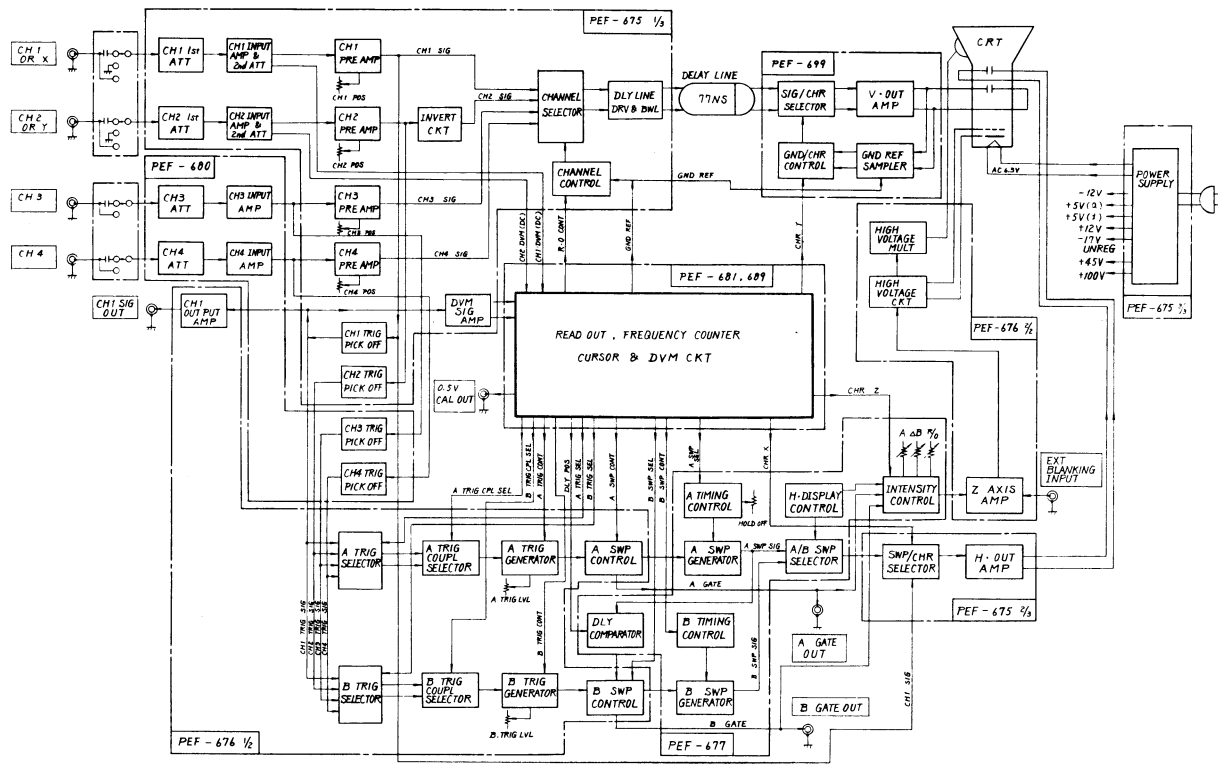 PEF-675 1/3
CH1
OR X
CH1 1st
ATT
CH1 INPUT
AMP &
2nd ATT
CH1
PRE AMP
CH1 POS
CH1 SIG
CH2
OR Y
CH2 1st
ATT
CH2 INPUT
AMP &
2nd ATT
CH2
PRE AMP
CH2 POS
INVERT
CKT
CH2 SIG
CHANNEL
SELECTOR
DLY LINE
DRV & BWL
DELAY LINE
77NS
PEF-699
SIG/CHR
SELECTOR
V·OUT
AMP
GND/CHR
CONTROL
GND REF
SAMPLER
CRT
AC 6.3V
POWER
SUPPLY
-12V
+5V(2)
+5V(1)
+12V
-17V
UNREG
+45V
+100V
PEF-675 3/3
PEF-680
CH3
CH3
ATT
CH3 INPUT
AMP
CH3
PRE AMP
CH3 POS
CH3 SIG
CH4
CH4
ATT
CH4 INPUT
AMP
CH4
PRE AMP
CH4 POS
CH4 SIG
CHANNEL
CONTROL
GND REF
CH2 DVM(DC)
CH1 DVM(DC)
R.O CONT
GND REF
CHR Y
HIGH
VOLTAGE
MULT
HIGH
VOLTAGE
CKT
PEF-676 2/2
CH1 SIG
OUT
CH1
OUT PUT
AMP
DVM
SIG
AMP
PEF-681,689
READ OUT, FREQUENCY COUNTER
CURSOR & DVM CKT
0.5V
CAL OUT
CHR Z
CH1 TRIG
PICK OFF
CH2 TRIG
PICK OFF
CH3 TRIG
PICK OFF
CH4 TRIG
PICK OFF
A TRIG CPL SEL
B TRIG CPL SEL
A TRIG CONT
DLY POS
A TRIG SEL
B TRIG SEL
A SWP CONT
B SWP SEL
B SWP CONT
A SWP SEL
CHR X
A TIMING
CONTROL
HOLD OFF
H·DISPLAY
CONTROL
A ΔB R/O
INTENSITY
CONTROL
Z AXIS
AMP
EXT
BLANKING
INPUT
A TRIG
SELECTOR
A TRIG
COUPL
SELECTOR
A TRIG
GENERATOR
A TRIG LVL
A SWP
CONTROL
A SWP
GENERATOR
A SWP SIG
A/B SWP
SELECTOR
SWP/CHR
SELECTOR
H·OUT
AMP
PEF-675 2/3
A GATE
A GATE
OUT
CH1 TRIG SIG
CH2 TRIG SIG
CH3 TRIG SIG
CH4 TRIG SIG
B TRIG CONT
DLY
COMPARATOR
B TIMING
CONTROL
B TRIG
SELECTOR
B TRIG
COUPL
SELECTOR
B TRIG
GENERATOR
B.TRIG LVL
B SWP
CONTROL
B SWP
GENERATOR
B SWP SIG
B GATE
B GATE OUT
CH1 SIG
PEF-676 1/2
PEF-677